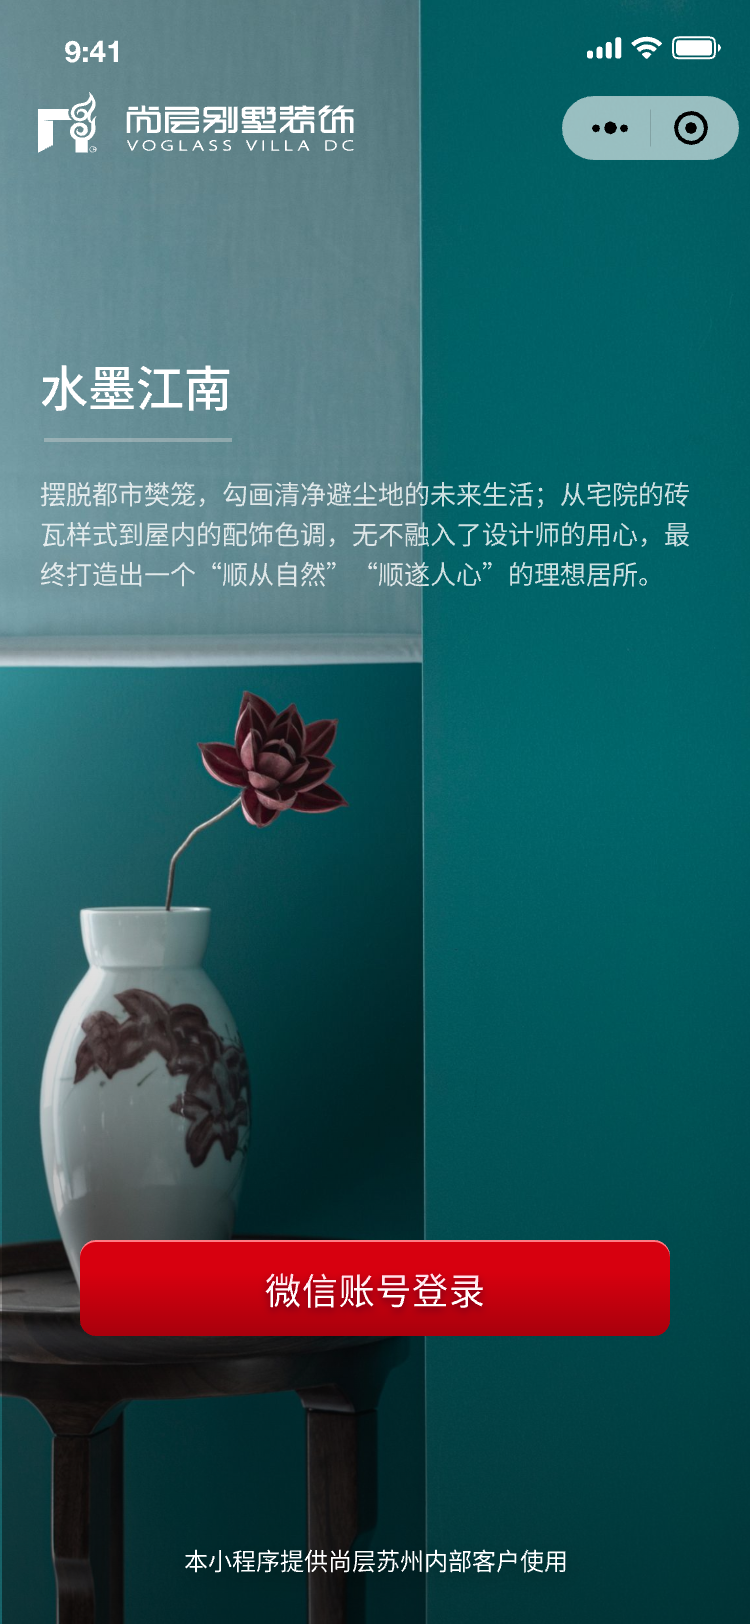 9:41
尚层别墅装饰
VOGLASS VILLA DC
水墨江南
摆脱都市樊笼，勾画清净避尘地的未来生活；从宅院的砖
瓦样式到屋内的配饰色调，无不融入了设计师的用心，最
终打造出一个“顺从自然”“顺遂人心”的理想居所。
微信账号登录
本小程序提供尚层苏州内部客户使用